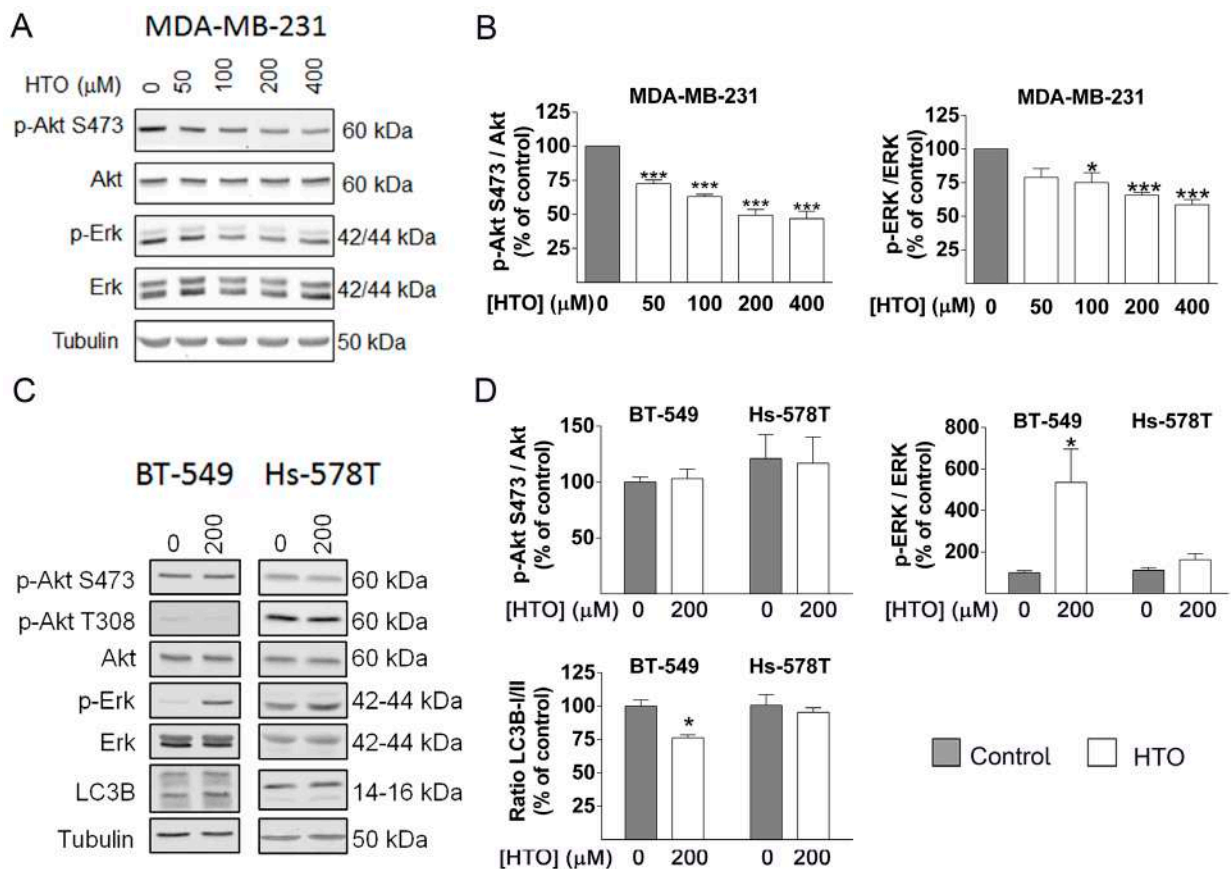 A
MDA-MB-231
HTO (μM) 0 50 100 200 400
p-Akt S473 60 kDa
Akt 60 kDa
p-Erk 42/44 kDa
Erk 42/44 kDa
Tubulin 50 kDa
B
MDA-MB-231
p-Akt S473 / Akt
(% of control)
125
100
75
50
25
*** *** *** ***
[HTO] (μM) 0 50 100 200 400
MDA-MB-231
p-ERK /ERK
(% of control)
125
100
75
50
25
* *** ***
[HTO] (μM) 0 50 100 200 400
C
BT-549 Hs-578T
0 200 0 200
p-Akt S473 60 kDa
p-Akt T308 60 kDa
Akt 60 kDa
p-Erk 42-44 kDa
Erk 42-44 kDa
LC3B 14-16 kDa
Tubulin 50 kDa
D
BT-549 Hs-578T
p-Akt S473 / Akt
(% of control)
150
100
50
[HTO] (μM) 0 200 0 200
BT-549 Hs-578T
p-ERK / ERK
(% of control)
800
600
400
200
*
[HTO] (μM) 0 200 0 200
BT-549 Hs-578T
Ratio LC3B-I/II
(% of control)
125
100
75
50
25
*
[HTO] (μM) 0 200 0 200
Control HTO